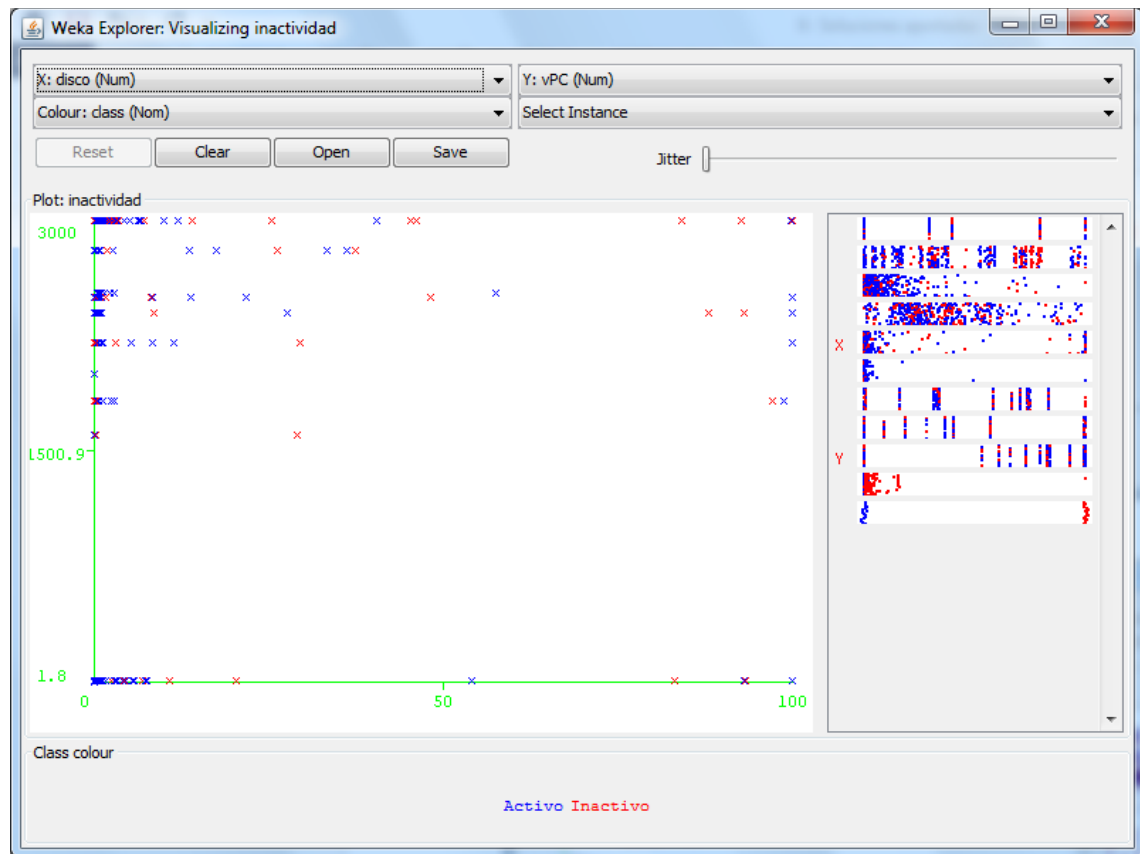 Weka Explorer: Visualizing inactividad
X: disco (Num)
Y: vPC (Num)
Colour: class (Nom)
Select Instance
Reset
Clear
Open
Save
Jitter
Plot: inactividad
3000
1500.9
1.8
0
50
100
X
Y
Class colour
Activo Inactivo